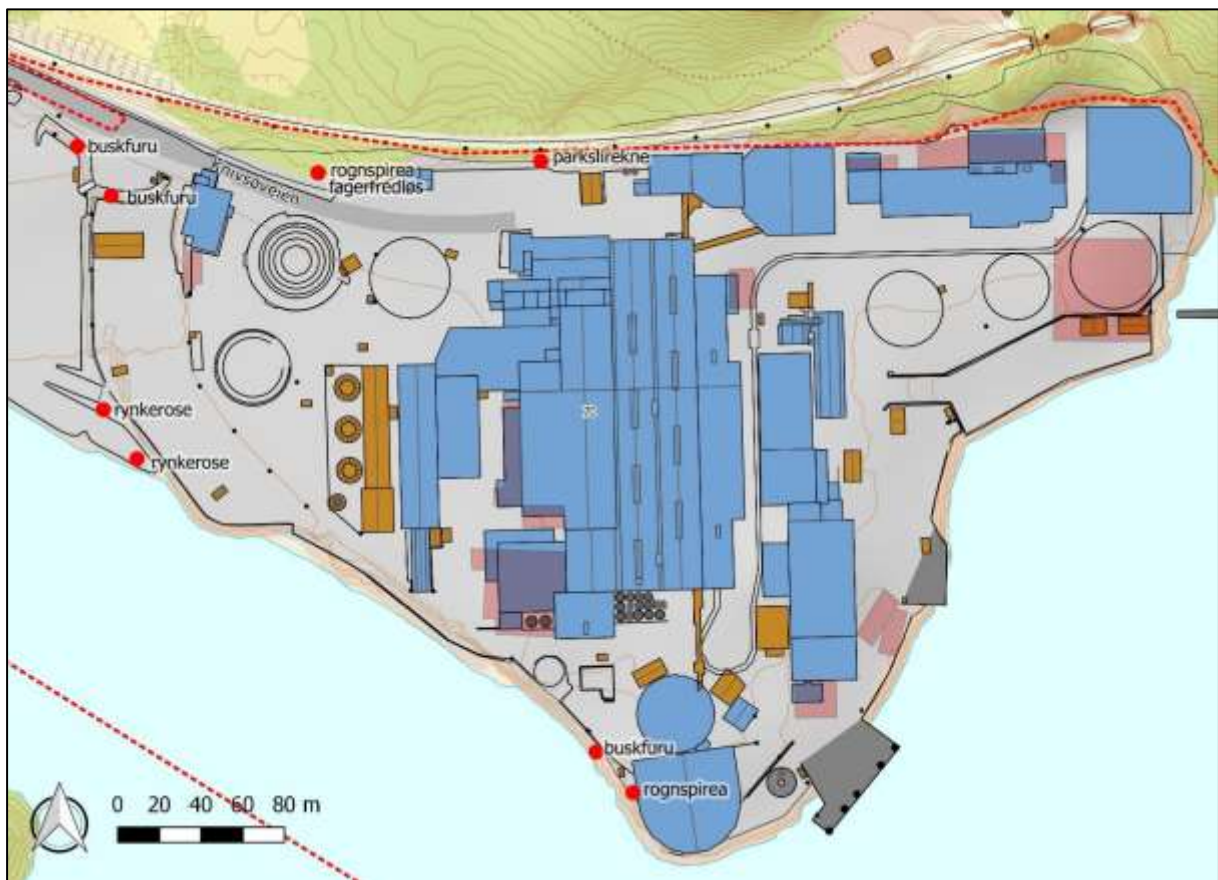 buskfuru
parkslirekne
rognspirea
fagerfredløs
buskfuru
rynkerose
rynkerose
buskfuru
rognspirea
0 20 40 60 80 m